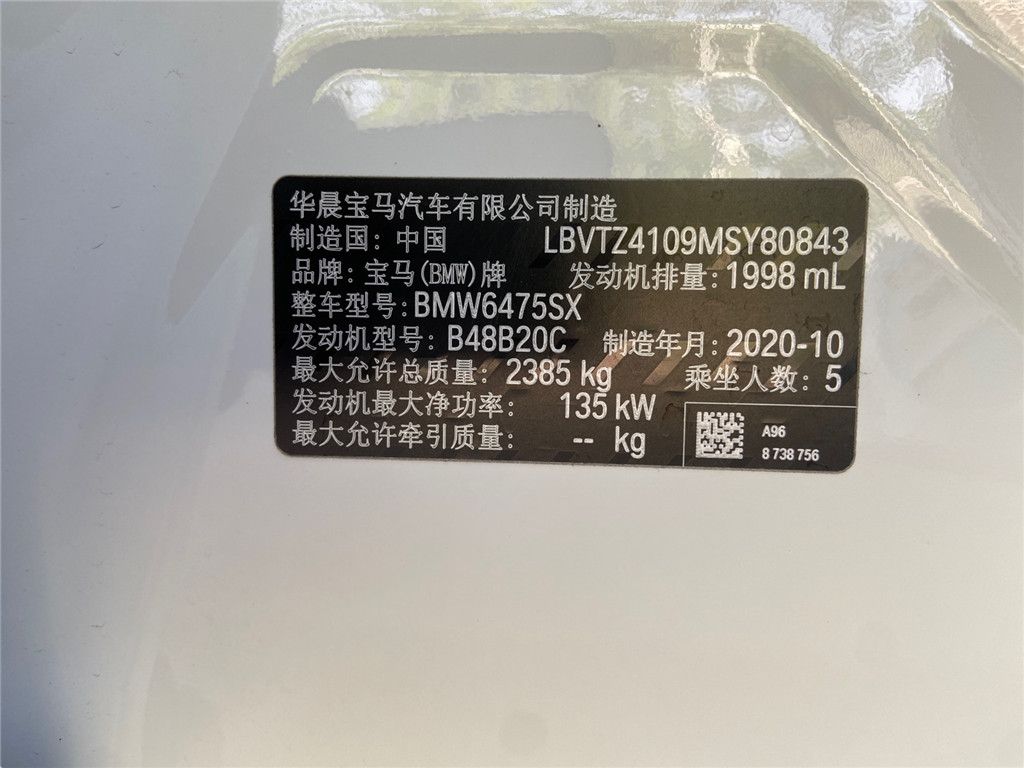 华晨宝马汽车有限公司制造
制造国: 中国 LBVTZ4109MSY80843
品牌: 宝马(BMW)牌 发动机排量: 1998 mL
整车型号: BMW6475SX
发动机型号: B48B20C 制造年月: 2020-10
最大允许总质量: 2385 kg 乘坐人数: 5
发动机最大净功率: 135 kW
最大允许牵引质量: -- kg
A96
8 738 756